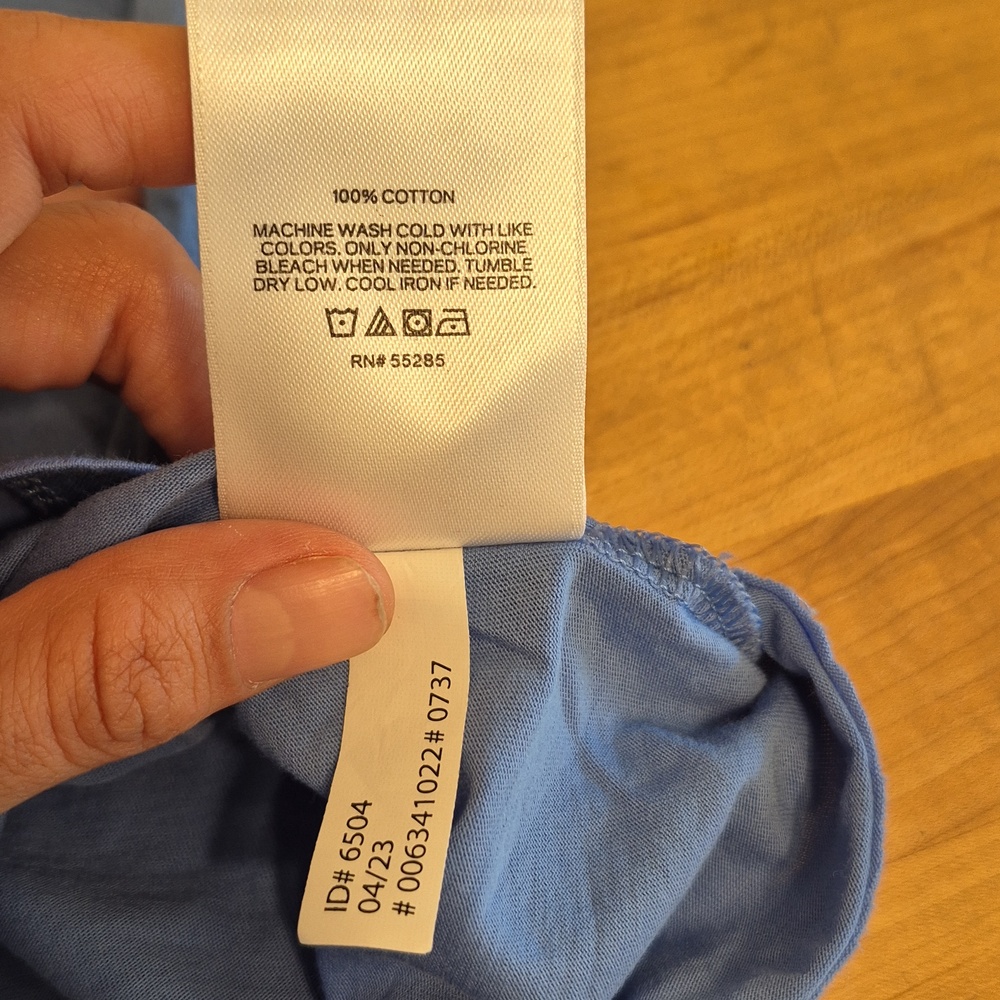 100% COTTON
MACHINE WASH COLD WITH LIKE
COLORS. ONLY NON-CHLORINE
BLEACH WHEN NEEDED. TUMBLE
DRY LOW. COOL IRON IF NEEDED.
RN# 55285
ID# 6504
04/23
# 006341022# 0737